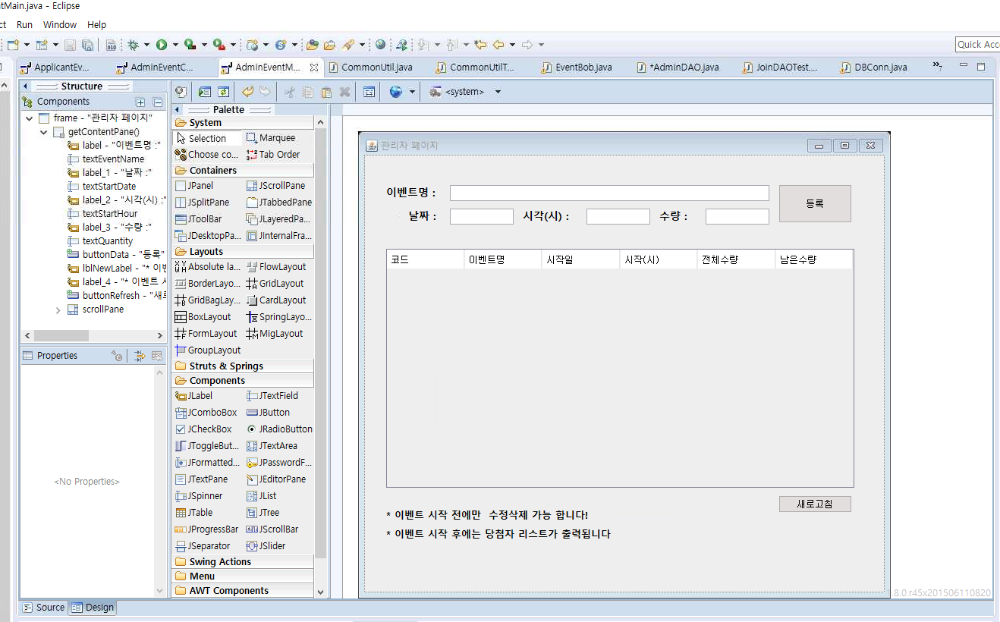 ntMain.java - Eclipse
ct Run Window Help
Quick Acc
ApplicantEv... AdminEventC... AdminEventM... CommonUtil.java CommonUtilT... EventBob.java *AdminDAO.java JoinDAOTest.... DBConn.java »7
Structure
Components
frame - "관리자 페이지"
getContentPane()
label - "이벤트명 :"
textEventName
label_1 - "날짜 :"
textStartDate
label_2 - "시각(시) :"
textStartHour
label_3 - "수량 :"
textQuantity
buttonData - "등록"
lblNewLabel - "* 이벤
label_4 - "* 이벤트 시
buttonRefresh - "새로
scrollPane
Properties
<No Properties>
<system>
Palette
System
Selection Marquee
Choose co... Tab Order
Containers
JPanel JScrollPane
JSplitPane JTabbedPane
JToolBar JLayeredPa...
JDesktopPa... JInternalFra...
Layouts
Absolute la... FlowLayout
BorderLayo... GridLayout
GridBagLay... CardLayout
BoxLayout SpringLayo...
FormLayout MigLayout
GroupLayout
Struts & Springs
Components
JLabel JTextField
JComboBox JButton
JCheckBox JRadioButton
JToggleBut... JTextArea
JFormatted... JPasswordF...
JTextPane JEditorPane
JSpinner JList
JTable JTree
JProgressBar JScrollBar
JSeparator JSlider
Swing Actions
Menu
AWT Components
관리자 페이지
이벤트명 :
등록
날짜 : 시각(시) : 수량 :
코드 이벤트명 시작일 시작(시) 전체수량 남은수량
새로고침
* 이벤트 시작 전에만 수정삭제 가능 합니다!
* 이벤트 시작 후에는 당첨자 리스트가 출력됩니다
.8.0.r45x201506110820
Source Design